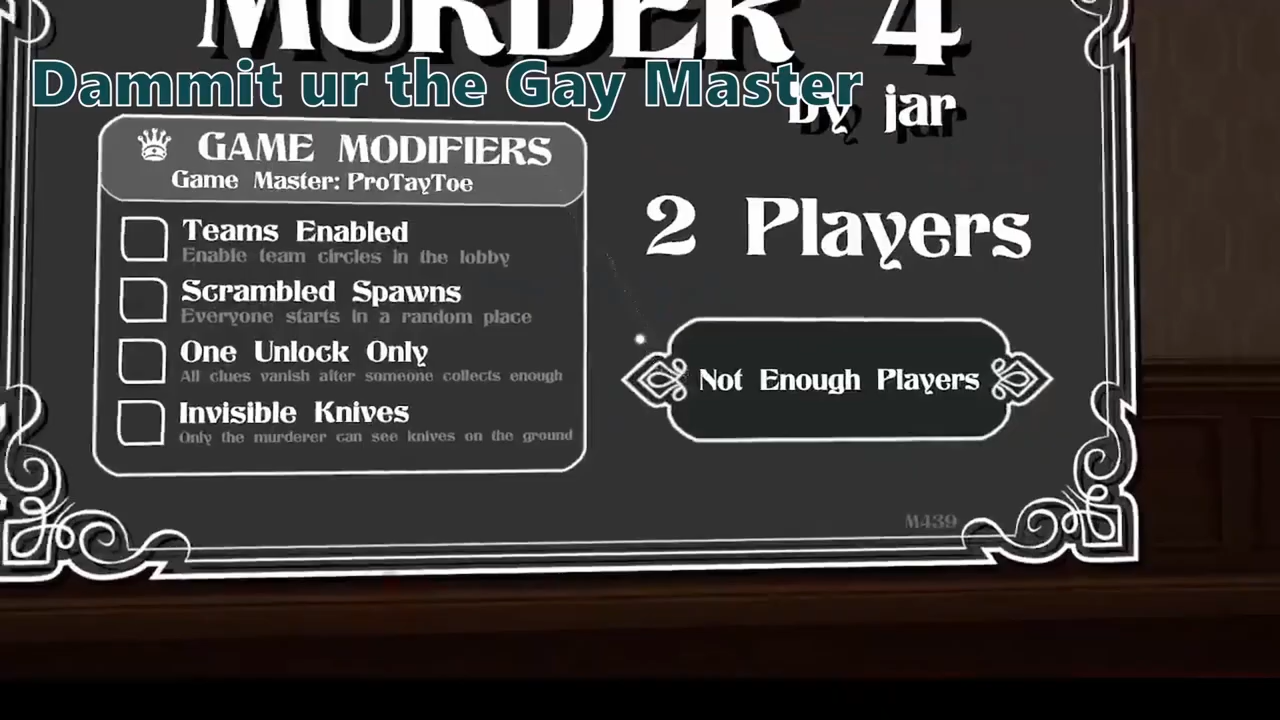 MURDER 4
Dammit ur the Gay Master
by jar
GAME MODIFIERS
Game Master: ProTayToe
Teams Enabled
Enable team circles in the lobby
Scrambled Spawns
Everyone starts in a random place
One Unlock Only
All clues vanish after someone collects enough
Invisible Knives
Only the murderer can see knives on the ground
2 Players
Not Enough Players
M439